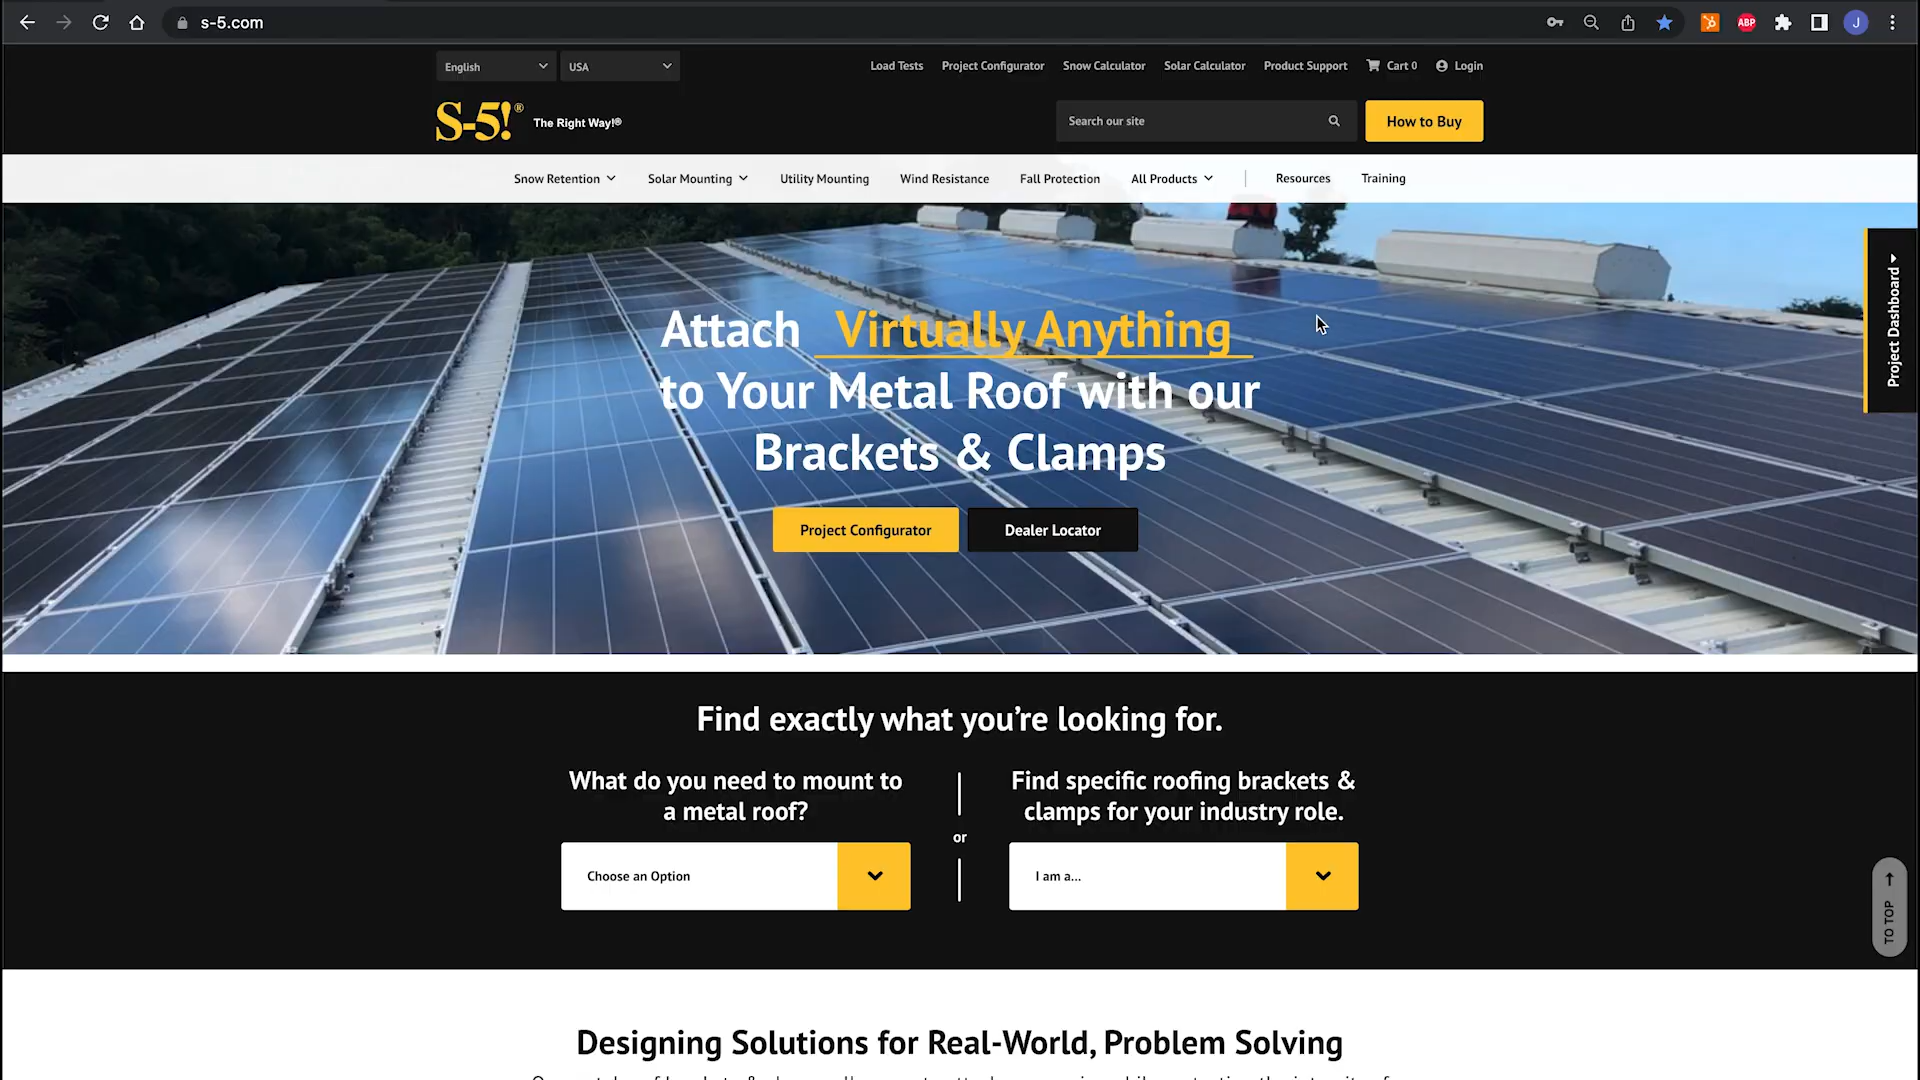 s-5.com
ABP
J
English
USA
Load Tests
Project Configurator
Snow Calculator
Solar Calculator
Product Support
Cart 0
Login
S-5!®
The Right Way!®
Search our site
How to Buy
Snow Retention
Solar Mounting
Utility Mounting
Wind Resistance
Fall Protection
All Products
Resources
Training
Attach Virtually Anything
to Your Metal Roof with our
Brackets & Clamps
Project Configurator
Dealer Locator
Project Dashboard
Find exactly what you’re looking for.
What do you need to mount to
a metal roof?
Choose an Option
or
Find specific roofing brackets &
clamps for your industry role.
I am a...
TO TOP
Designing Solutions for Real-World, Problem Solving